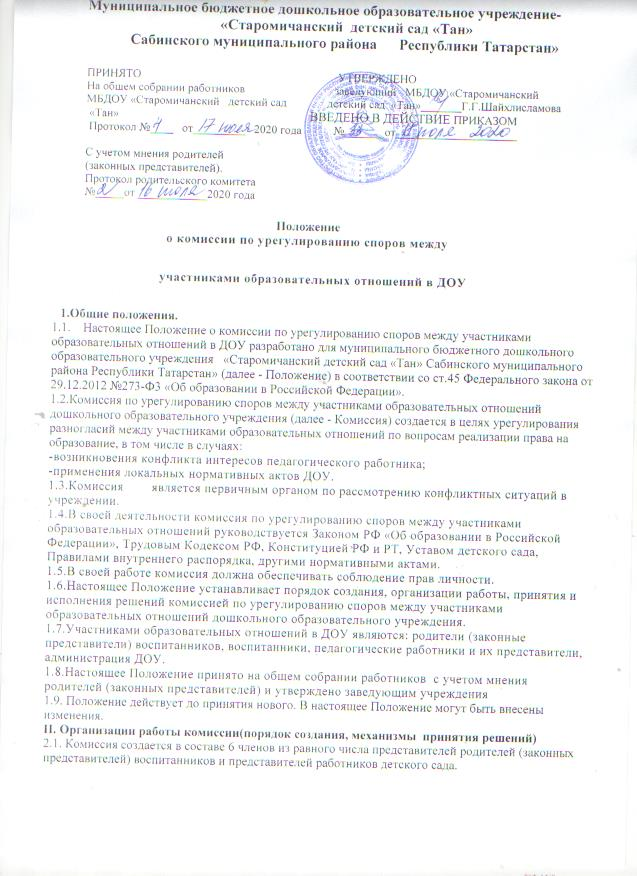 Муниципальное бюджетное дошкольное образовательное учреждение-
«Старомичанский детский сад «Тан»
Сабинского муниципального района Республики Татарстан»
ПРИНЯТО
На общем собрании работников
МБДОУ «Старомичанский детский сад
«Тан»
Протокол № от 17 июля 2020 года
С учетом мнения родителей
(законных представителей).
Протокол родительского комитета
№ 2 от 16 июля 2020 года
УТВЕРЖДЕНО
заведующий МБДОУ «Старомичанский
детский сад «Тан» Г.Г.Шайхлисламова
ВВЕДЕНО В ДЕЙСТВИЕ ПРИКАЗОМ
№ от июля 2020
Положение
о комиссии по урегулированию споров между
участниками образовательных отношений в ДОУ
1.Общие положения.
1.1. Настоящее Положение о комиссии по урегулированию споров между участниками
образовательных отношений в ДОУ разработано для муниципального бюджетного дошкольного
образовательного учреждения «Старомичанский детский сад «Тан» Сабинского муниципального
района Республики Татарстан» (далее - Положение) в соответствии со ст.45 Федерального закона от
29.12.2012 №273-ФЗ «Об образовании в Российской Федерации».
1.2.Комиссия по урегулированию споров между участниками образовательных отношений
дошкольного образовательного учреждения (далее - Комиссия) создается в целях урегулирования
разногласий между участниками образовательных отношений по вопросам реализации права на
образование, в том числе в случаях:
-возникновения конфликта интересов педагогического работника;
-применения локальных нормативных актов ДОУ.
1.3.Комиссия является первичным органом по рассмотрению конфликтных ситуаций в
учреждении.
1.4.В своей деятельности комиссия по урегулированию споров между участниками
образовательных отношений руководствуется Законом РФ «Об образовании в Российской
Федерации», Трудовым Кодексом РФ, Конституцией РФ и РТ, Уставом детского сада,
Правилами внутреннего распорядка, другими нормативными актами.
1.5.В своей работе комиссия должна обеспечивать соблюдение прав личности.
1.6.Настоящее Положение устанавливает порядок создания, организации работы, принятия и
исполнения решений комиссией по урегулированию споров между участниками
образовательных отношений дошкольного образовательного учреждения.
1.7.Участниками образовательных отношений в ДОУ являются: родители (законные
представители) воспитанников, воспитанники, педагогические работники и их представители,
администрация ДОУ.
1.8.Настоящее Положение принято на общем собрании работников с учетом мнения
родителей (законных представителей) и утверждено заведующим учреждения
1.9. Положение действует до принятия нового. В настоящее Положение могут быть внесены
изменения.
II. Организации работы комиссии(порядок создания, механизмы принятия решений)
2.1. Комиссия создается в составе 6 членов из равного числа представителей родителей (законных
представителей) воспитанников и представителей работников детского сада.